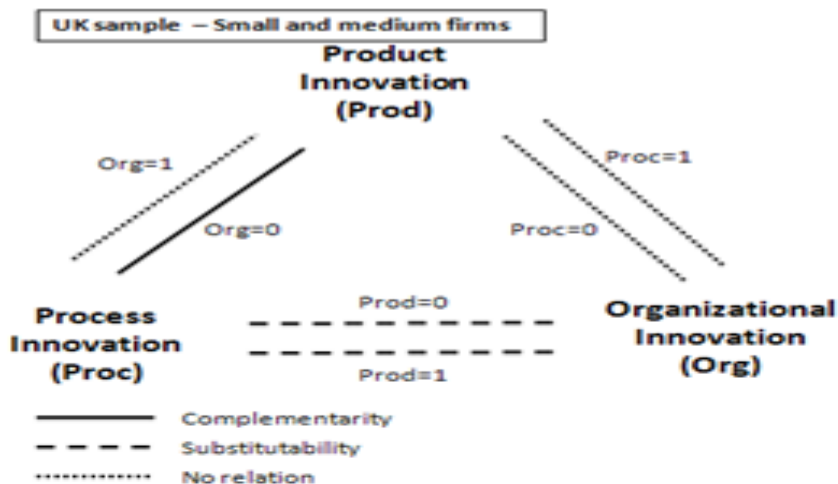 UK sample – Small and medium firms
Product
Innovation
(Prod)
Org=1
Org=0
Proc=1
Proc=0
Process
Innovation
(Proc)
Prod=0
Prod=1
Organizational
Innovation
(Org)
Complementarity
Substitutability
No relation